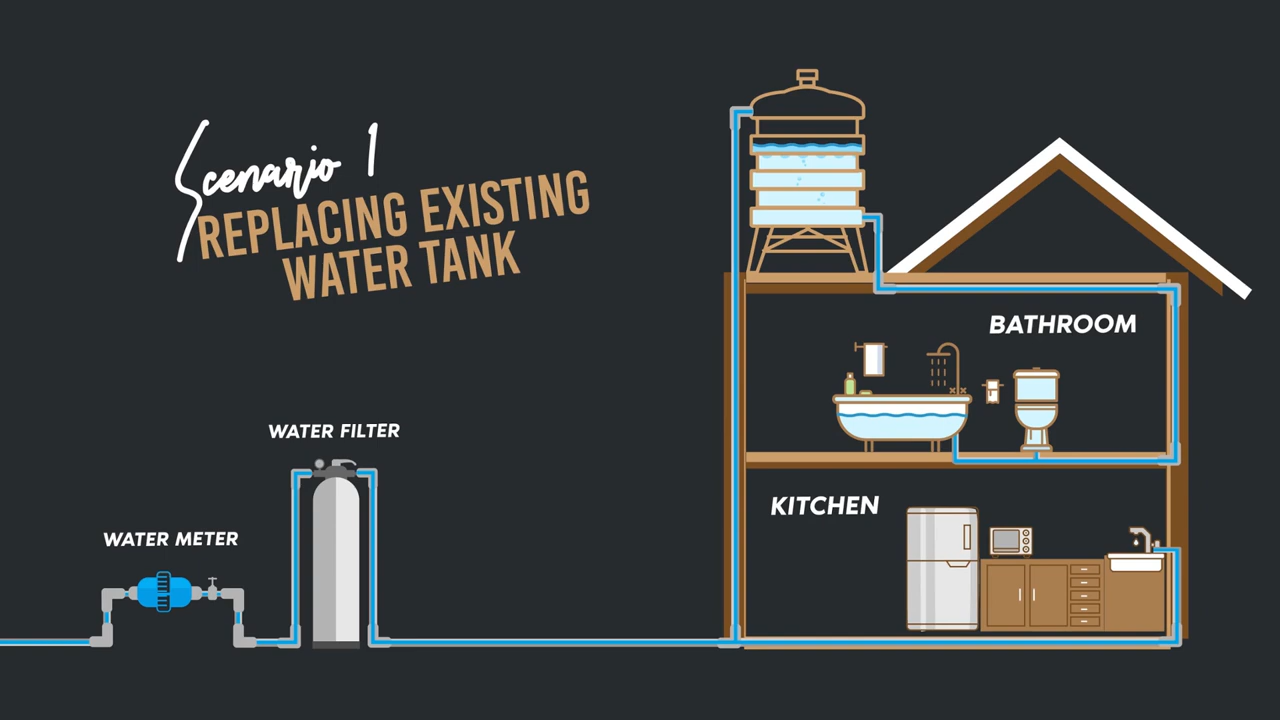 Scenario 1
REPLACING EXISTING
WATER TANK
BATHROOM
WATER FILTER
KITCHEN
WATER METER